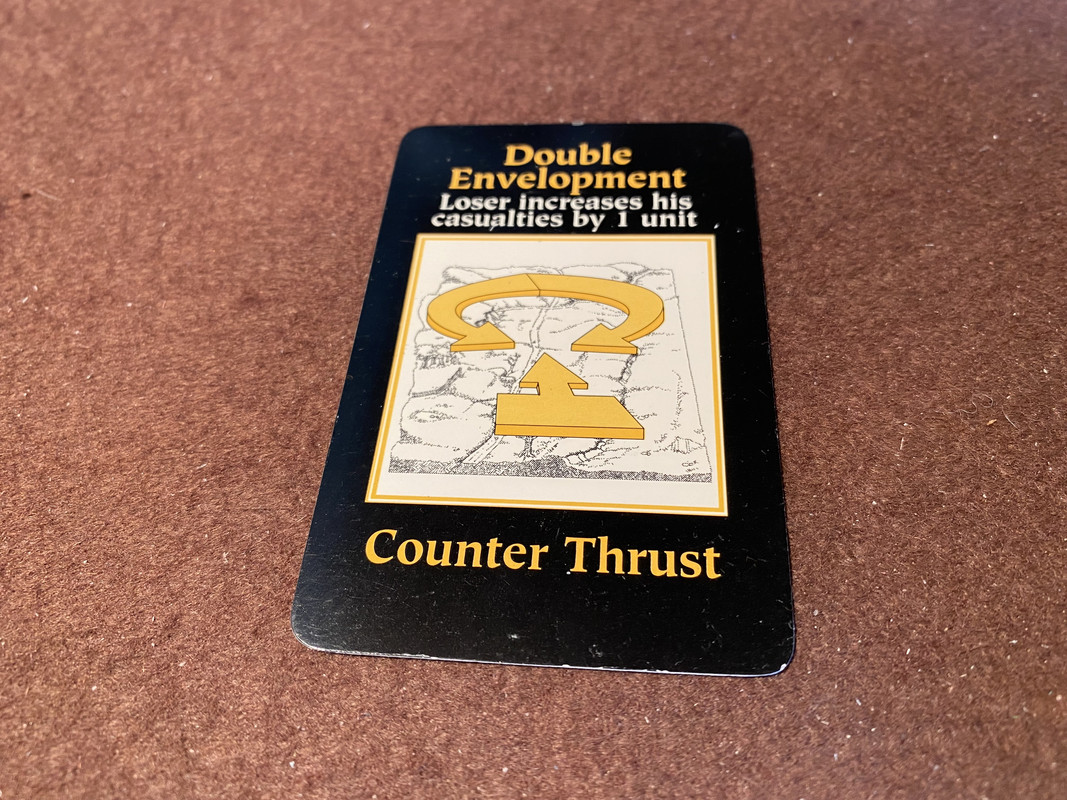 Double
Envelopment
Loser increases his
casualties by 1 unit
Counter Thrust